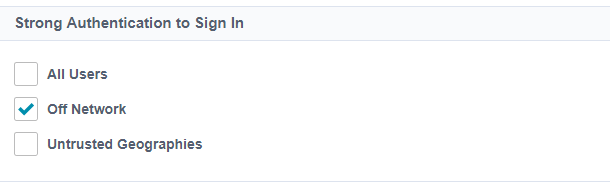 Strong Authentication to Sign In
All Users
Off Network
Untrusted Geographies